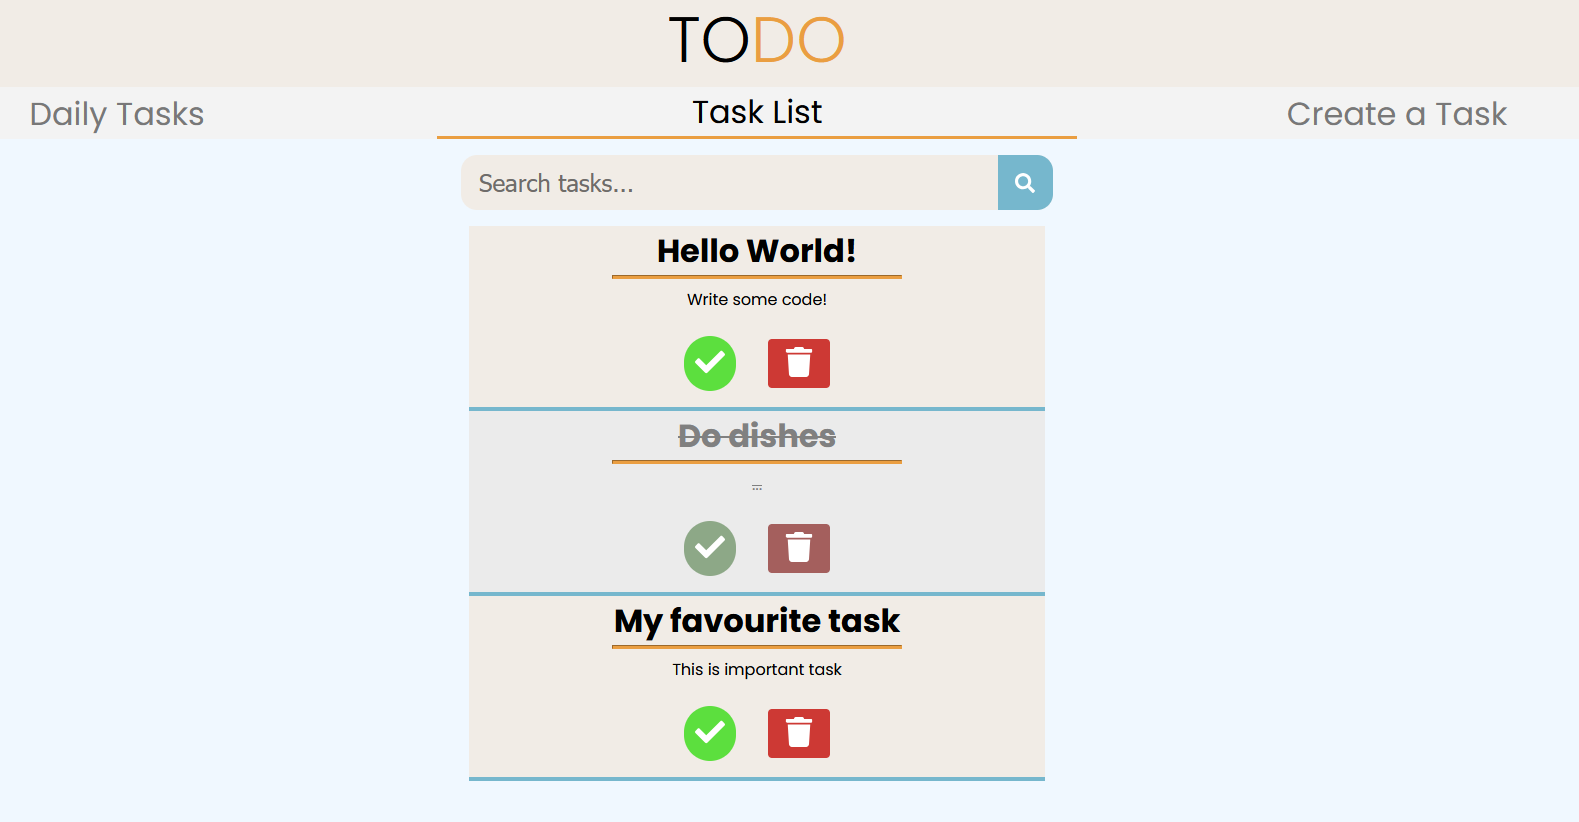 TODO
Daily Tasks
Task List
Create a Task
Search tasks...
Hello World!
Write some code!
Do dishes
...
My favourite task
This is important task